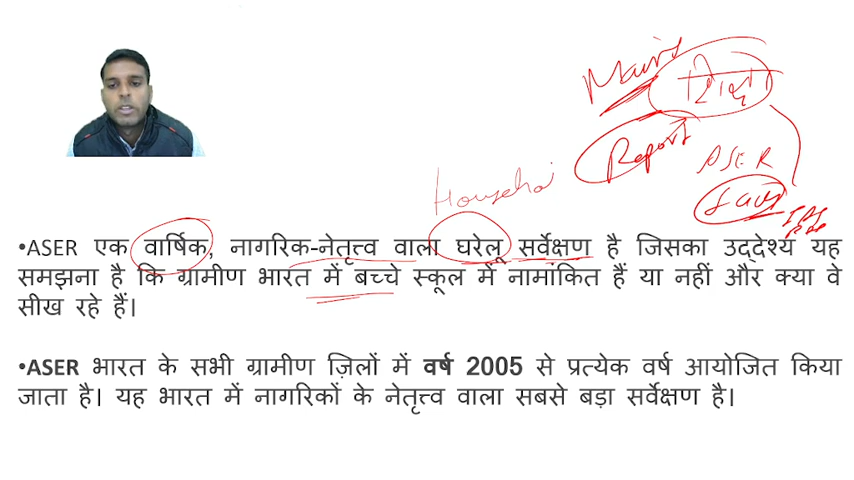 Mains
शिक्षा
Report
ASER
•ASER एक वार्षिक, नागरिक-नेतृत्त्व वाला घरेलू सर्वेक्षण है जिसका उद्देश्य यह
समझना है कि ग्रामीण भारत में बच्चे स्कूल में नामांकित हैं या नहीं और क्या वे
सीख रहे हैं।
•ASER भारत के सभी ग्रामीण ज़िलों में वर्ष 2005 से प्रत्येक वर्ष आयोजित किया
जाता है। यह भारत में नागरिकों के नेतृत्त्व वाला सबसे बड़ा सर्वेक्षण है।